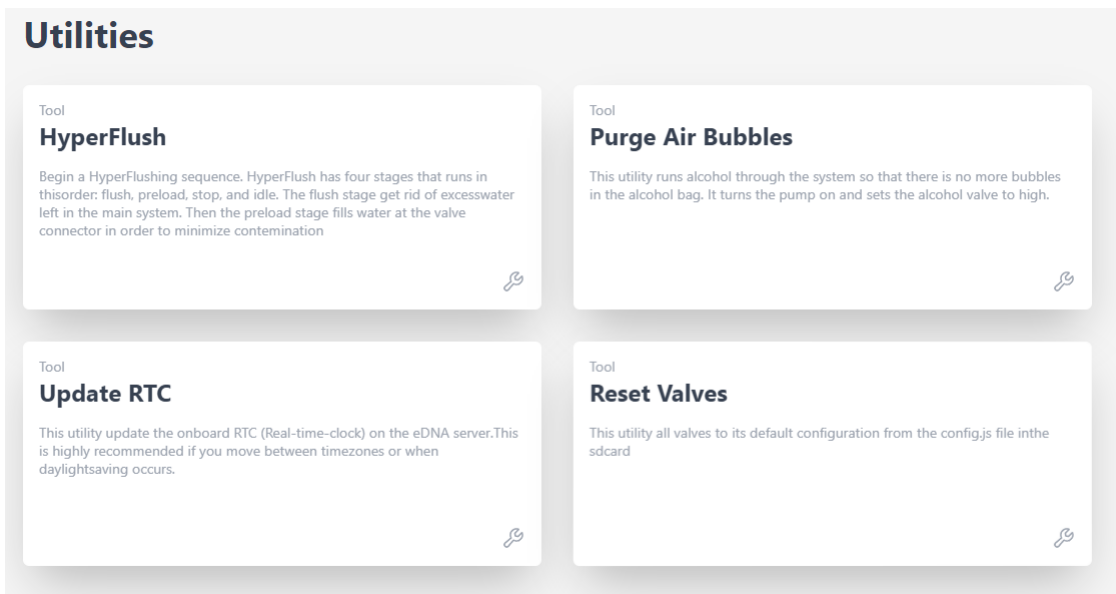 Utilities
Tool
HyperFlush
Begin a HyperFlushing sequence. HyperFlush has four stages that runs in
thisorder: flush, preload, stop, and idle. The flush stage get rid of excesswater
left in the main system. Then the preload stage fills water at the valve
connector in order to minimize contemination
Tool
Purge Air Bubbles
This utility runs alcohol through the system so that there is no more bubbles
in the alcohol bag. It turns the pump on and sets the alcohol valve to high.
Tool
Update RTC
This utility update the onboard RTC (Real-time-clock) on the eDNA server.This
is highly recommended if you move between timezones or when
daylightsaving occurs.
Tool
Reset Valves
This utility all valves to its default configuration from the config.js file inthe
sdcard